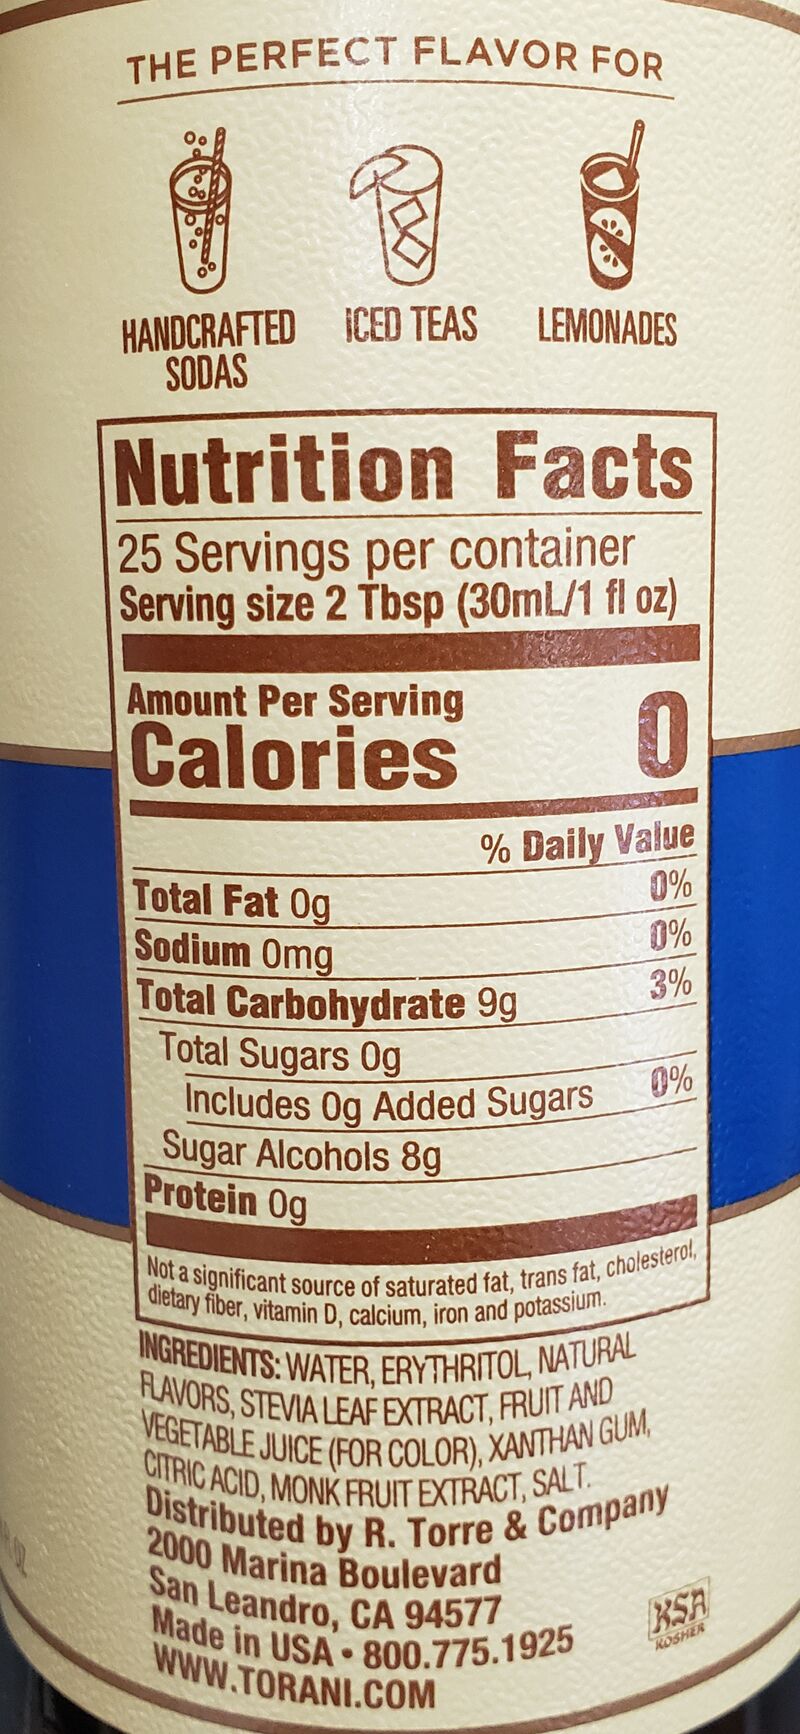 THE PERFECT FLAVOR FOR
HANDCRAFTED SODAS
ICED TEAS
LEMONADES
Nutrition Facts
25 Servings per container
Serving size 2 Tbsp (30mL/1 fl oz)
Amount Per Serving
Calories 0
% Daily Value
Total Fat 0g 0%
Sodium 0mg 0%
Total Carbohydrate 9g 3%
Total Sugars 0g
Includes 0g Added Sugars 0%
Sugar Alcohols 8g
Protein 0g
Not a significant source of saturated fat, trans fat, cholesterol,
dietary fiber, vitamin D, calcium, iron and potassium.
INGREDIENTS: WATER, ERYTHRITOL, NATURAL
FLAVORS, STEVIA LEAF EXTRACT, FRUIT AND
VEGETABLE JUICE (FOR COLOR), XANTHAN GUM,
CITRIC ACID, MONK FRUIT EXTRACT, SALT.
Distributed by R. Torre & Company
2000 Marina Boulevard
San Leandro, CA 94577
Made in USA • 800.775.1925
WWW.TORANI.COM
KSA
KOSHER